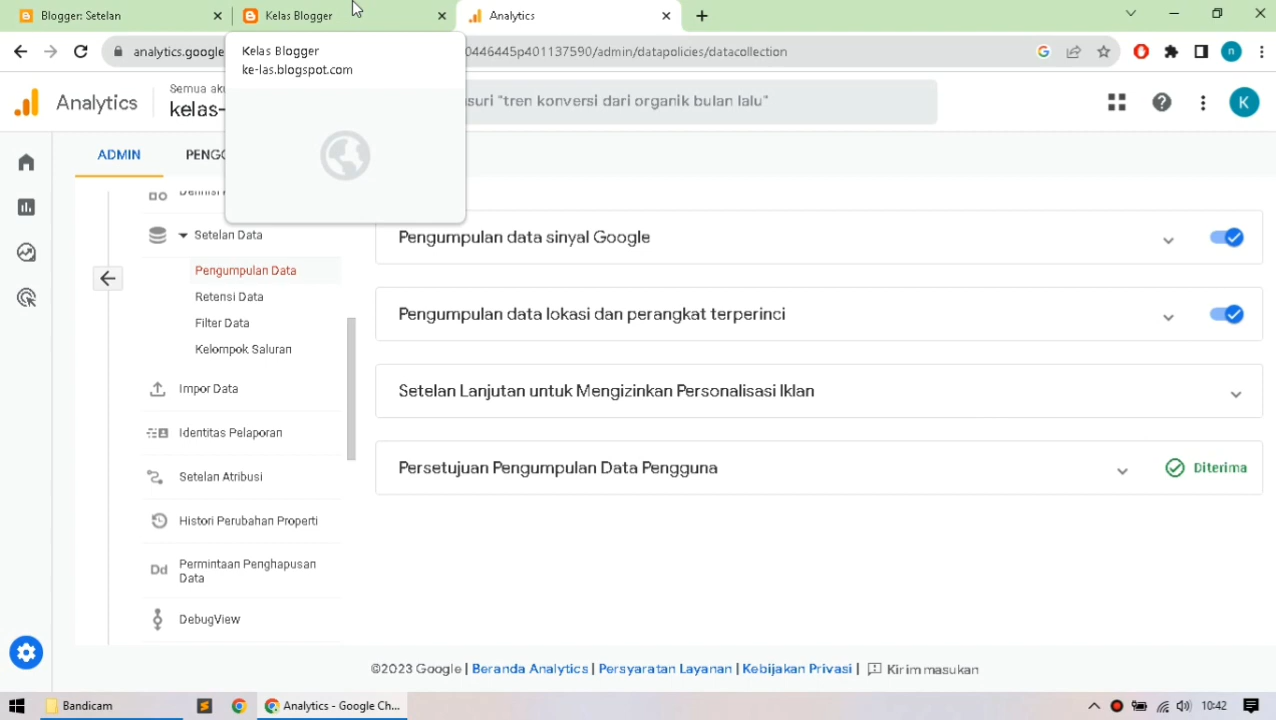 Blogger: Setelan
Kelas Blogger
Analytics
analytics.google
0446445p401137590/admin/datapolicies/datacollection
Kelas Blogger
ke-las.blogspot.com
Analytics
Semua aku
kelas-
suri "tren konversi dari organik bulan lalu"
K
ADMIN
PENGG
Setelan Data
Pengumpulan Data
Retensi Data
Filter Data
Kelompok Saluran
Impor Data
Identitas Pelaporan
Setelan Atribusi
Histori Perubahan Properti
Dd Permintaan Penghapusan
Data
DebugView
Pengumpulan data sinyal Google
Pengumpulan data lokasi dan perangkat terperinci
Setelan Lanjutan untuk Mengizinkan Personalisasi Iklan
Persetujuan Pengumpulan Data Pengguna
Diterima
©2023 Google | Beranda Analytics | Persyaratan Layanan | Kebijakan Privasi | Kirim masukan
Bandicam
Analytics - Google Ch...
10:42